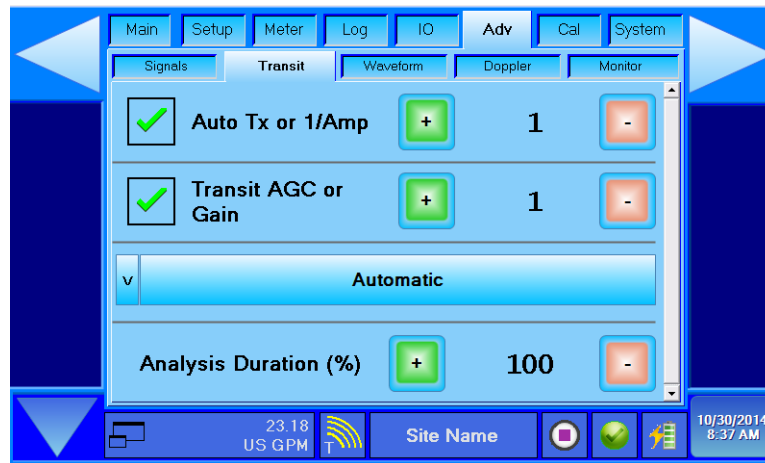 Main Setup Meter Log IO Adv Cal System
Signals Transit Waveform Doppler Monitor
Auto Tx or 1/Amp + 1 -
Transit AGC or
Gain + 1 -
v Automatic
Analysis Duration (%) + 100 -
23.18
US GPM T Site Name
10/30/2014
8:37 AM